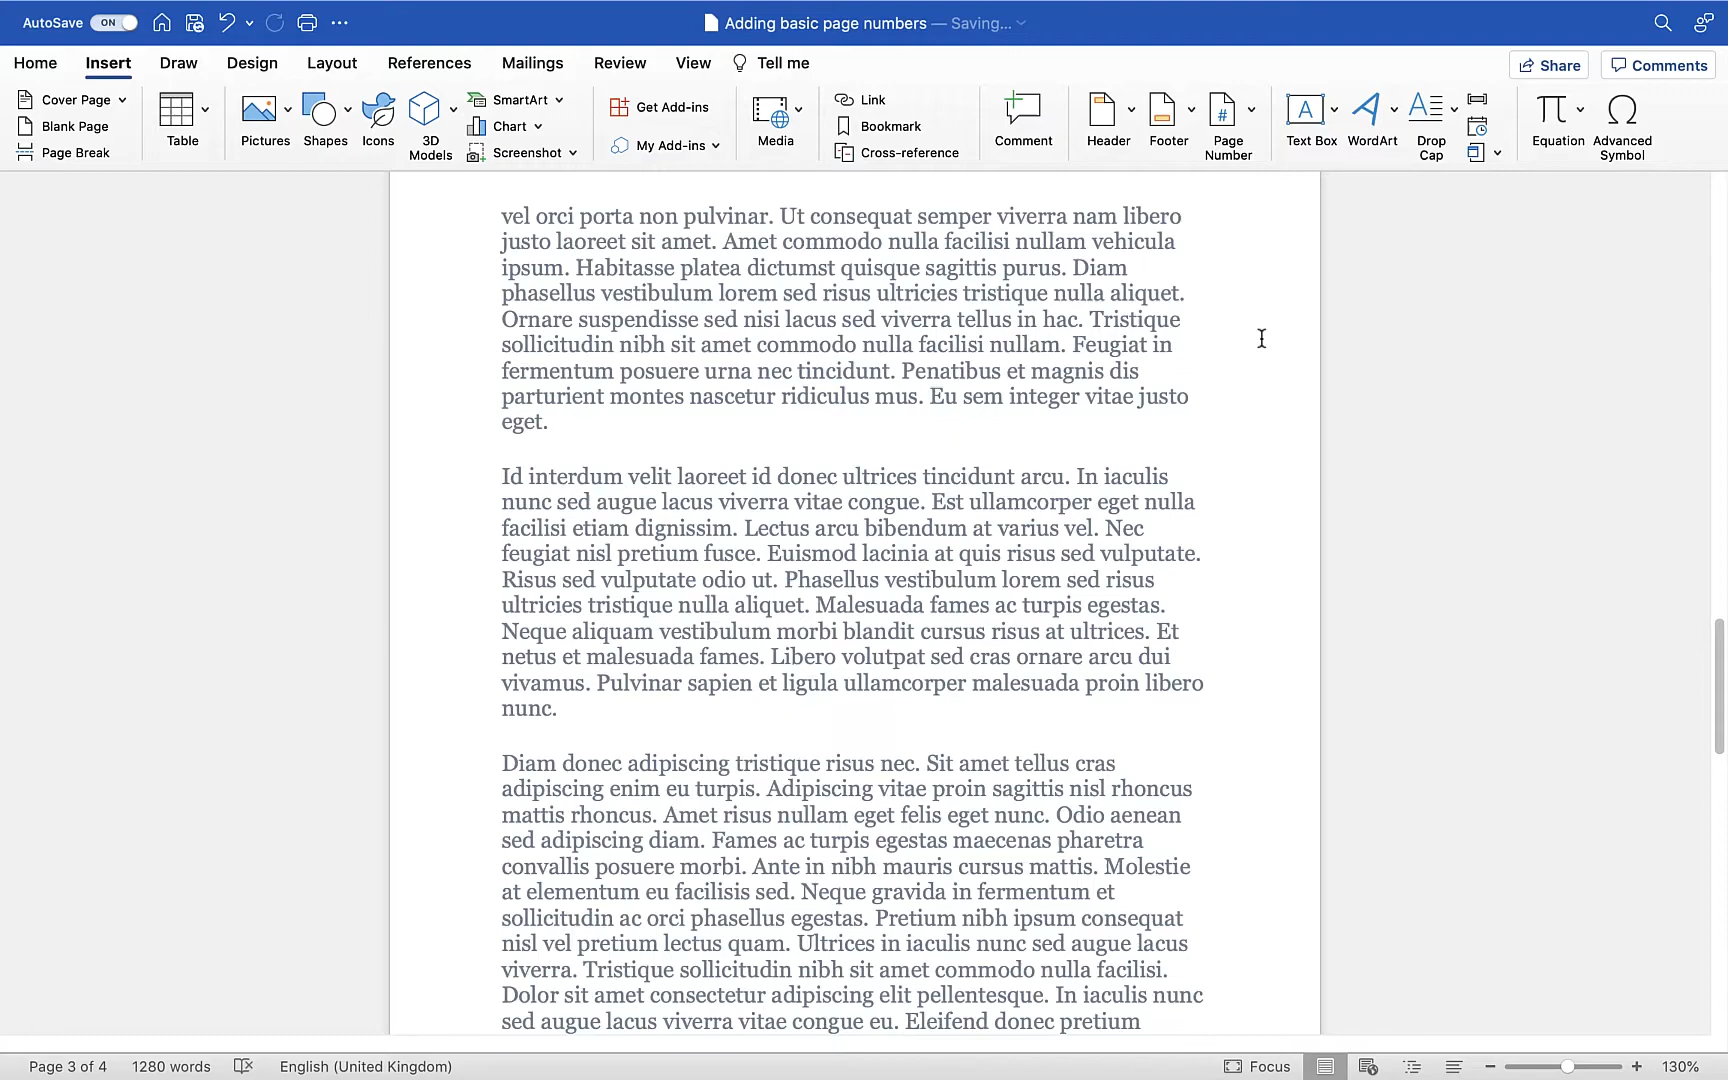 AutoSave ON Adding basic page numbers — Saving...
Home Insert Draw Design Layout References Mailings Review View Tell me Share Comments
Cover Page
Blank Page
Page Break
Table
Pictures
Shapes
Icons
3D
Models
SmartArt
Chart
Screenshot
Get Add-ins
My Add-ins
Media
Link
Bookmark
Cross-reference
Comment
Header
Footer
#
Page
Number
A
Text Box
A
WordArt
A
Drop
Cap
π
Equation
Ω
Advanced
Symbol
vel orci porta non pulvinar. Ut consequat semper viverra nam libero
justo laoreet sit amet. Amet commodo nulla facilisi nullam vehicula
ipsum. Habitasse platea dictumst quisque sagittis purus. Diam
phasellus vestibulum lorem sed risus ultricies tristique nulla aliquet.
Ornare suspendisse sed nisi lacus sed viverra tellus in hac. Tristique
sollicitudin nibh sit amet commodo nulla facilisi nullam. Feugiat in
fermentum posuere urna nec tincidunt. Penatibus et magnis dis
parturient montes nascetur ridiculus mus. Eu sem integer vitae justo
eget.
Id interdum velit laoreet id donec ultrices tincidunt arcu. In iaculis
nunc sed augue lacus viverra vitae congue. Est ullamcorper eget nulla
facilisi etiam dignissim. Lectus arcu bibendum at varius vel. Nec
feugiat nisl pretium fusce. Euismod lacinia at quis risus sed vulputate.
Risus sed vulputate odio ut. Phasellus vestibulum lorem sed risus
ultricies tristique nulla aliquet. Malesuada fames ac turpis egestas.
Neque aliquam vestibulum morbi blandit cursus risus at ultrices. Et
netus et malesuada fames. Libero volutpat sed cras ornare arcu dui
vivamus. Pulvinar sapien et ligula ullamcorper malesuada proin libero
nunc.
Diam donec adipiscing tristique risus nec. Sit amet tellus cras
adipiscing enim eu turpis. Adipiscing vitae proin sagittis nisl rhoncus
mattis rhoncus. Amet risus nullam eget felis eget nunc. Odio aenean
sed adipiscing diam. Fames ac turpis egestas maecenas pharetra
convallis posuere morbi. Ante in nibh mauris cursus mattis. Molestie
at elementum eu facilisis sed. Neque gravida in fermentum et
sollicitudin ac orci phasellus egestas. Pretium nibh ipsum consequat
nisl vel pretium lectus quam. Ultrices in iaculis nunc sed augue lacus
viverra. Tristique sollicitudin nibh sit amet commodo nulla facilisi.
Dolor sit amet consectetur adipiscing elit pellentesque. In iaculis nunc
sed augue lacus viverra vitae congue eu. Eleifend donec pretium
Page 3 of 4 1280 words English (United Kingdom) Focus 130%